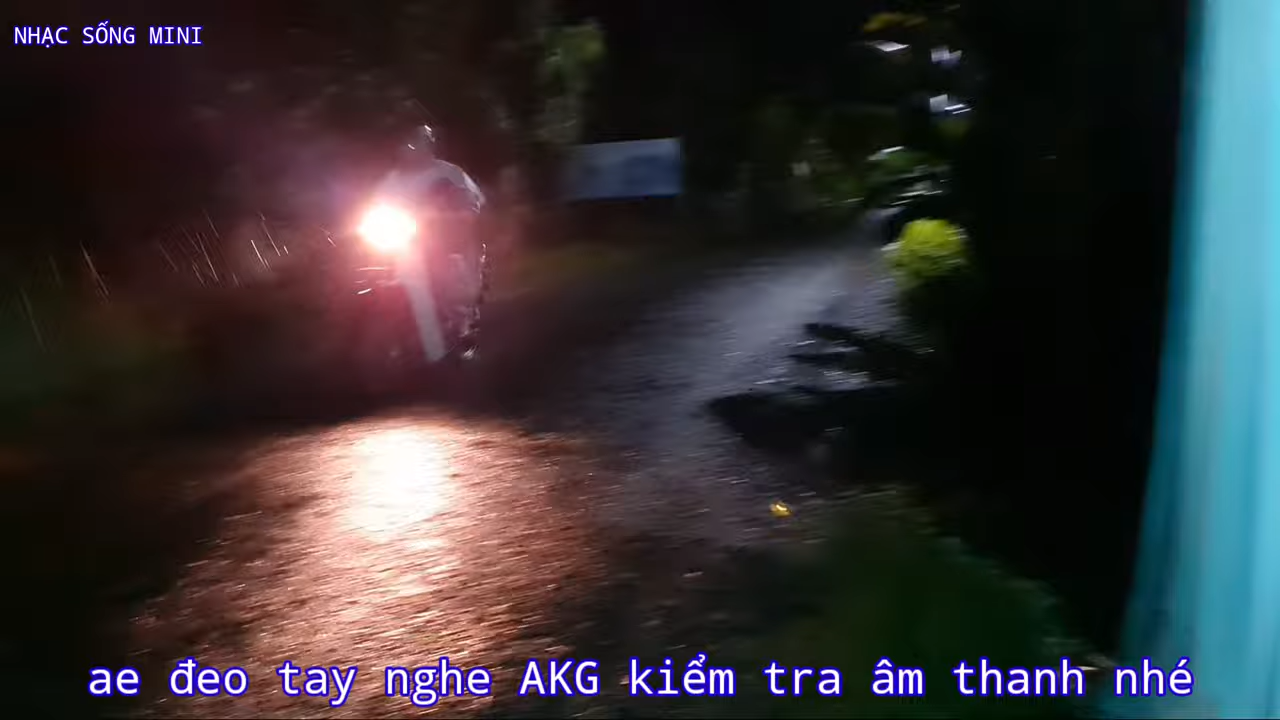 NHẠC SỐNG MINI
ae đeo tay nghe AKG kiểm tra âm thanh nhé